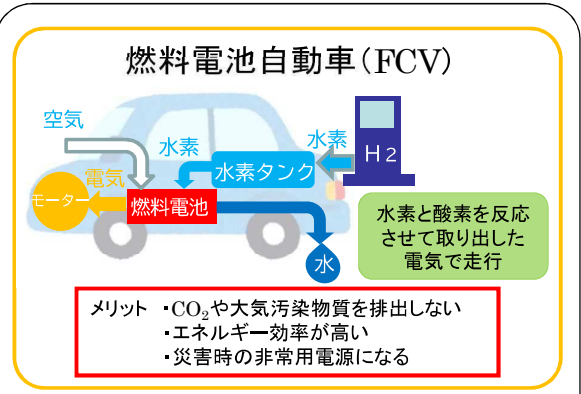 燃料電池自動車(FCV)
空気
水素
水素
H2
水素タンク
電気
モーター
燃料電池
水
水素と酸素を反応
させて取り出した
電気で走行
メリット ・CO₂や大気汚染物質を排出しない
・エネルギー効率が高い
・災害時の非常用電源になる